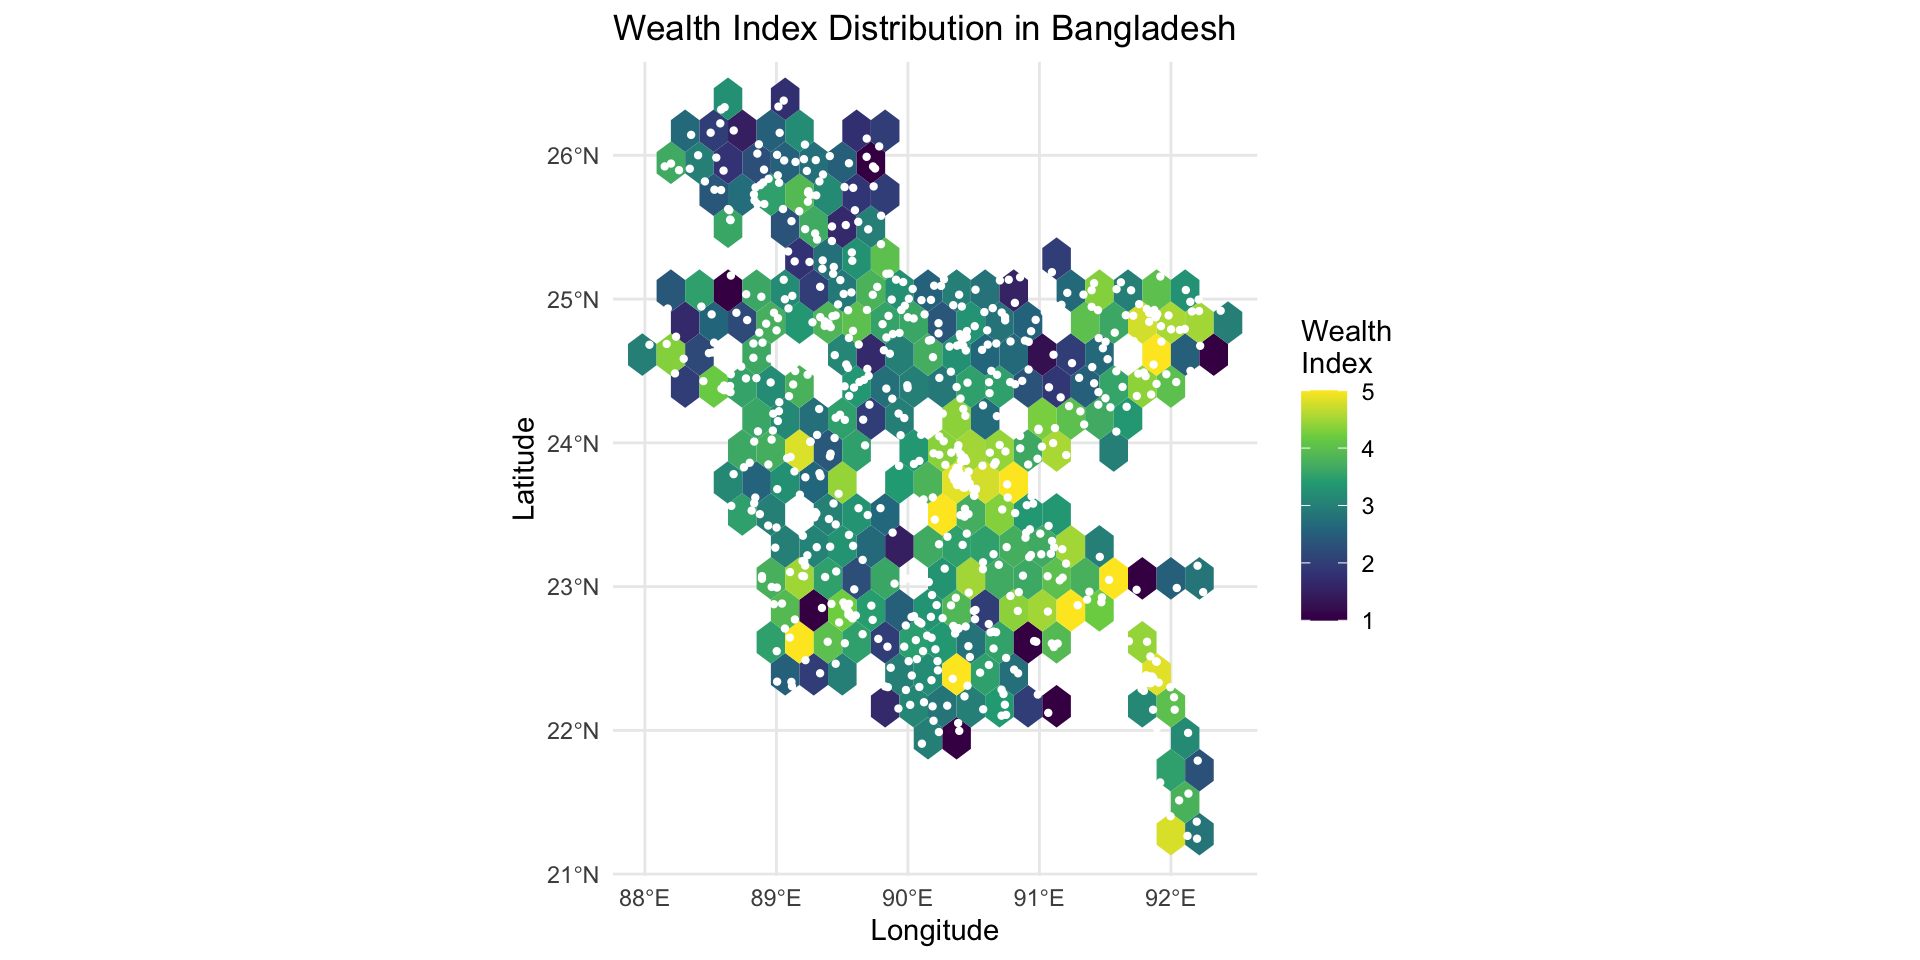 Wealth Index Distribution in Bangladesh
26°N
25°N
24°N
23°N
22°N
21°N
Latitude
88°E
89°E
90°E
91°E
92°E
Longitude
Wealth
Index
5
4
3
2
1